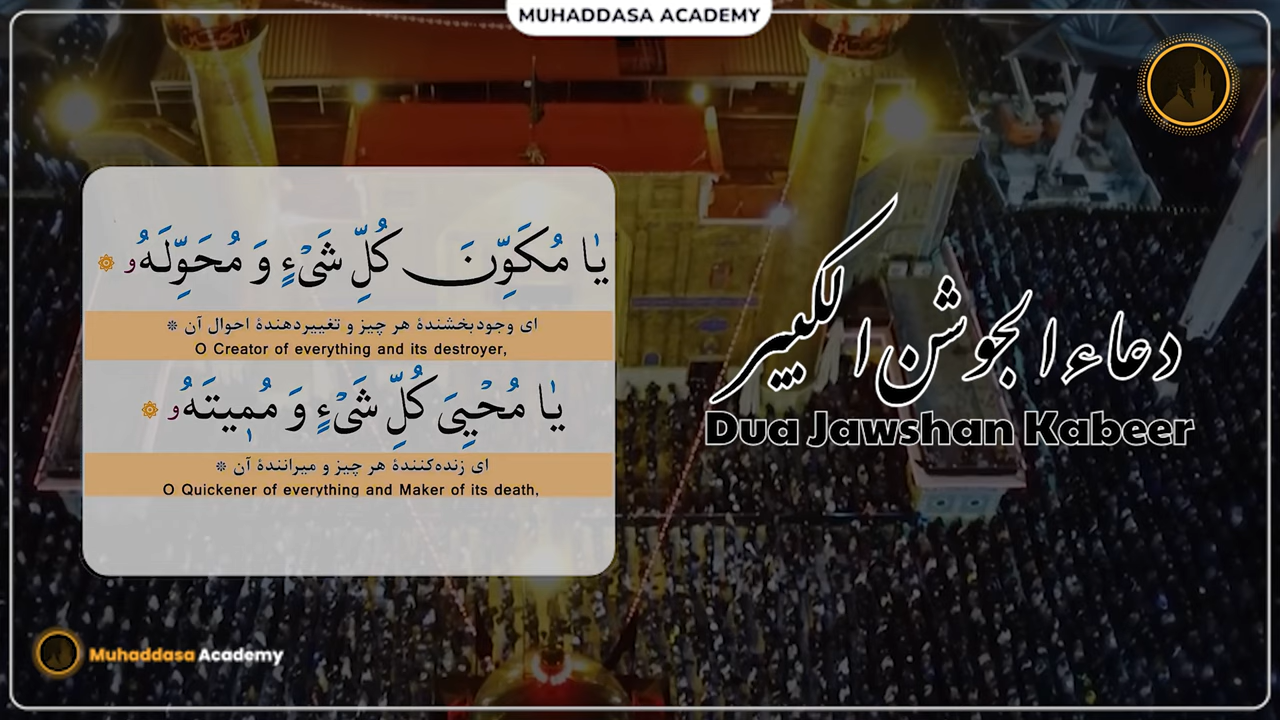 MUHADDASA ACADEMY
یٰا مُکَوِّنَ کُلِّ شَیْءٍ وَ مُحَوِّلَهُ و ۞
ای وجودبخشندهٔ هر چیز و تغییردهندهٔ احوال آن ❊
O Creator of everything and its destroyer,
یٰا مُحْیِیَ کُلِّ شَیْءٍ وَ مُمیتَهُ و ۞
ای زنده‌کنندهٔ هر چیز و میرانندهٔ آن ❊
O Quickener of everything and Maker of its death,
دعاء الجوشن الكبير
Dua Jawshan Kabeer
Muhaddasa Academy